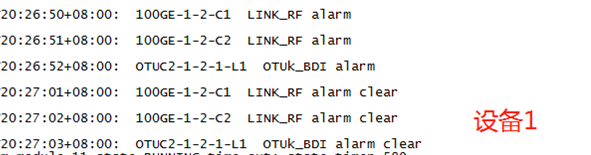 20:26:50+08:00:  100GE-1-2-C1  LINK_RF alarm
20:26:51+08:00:  100GE-1-2-C2  LINK_RF alarm
20:26:52+08:00:  OTUC2-1-2-1-L1  OTUk_BDI alarm
20:27:01+08:00:  100GE-1-2-C1  LINK_RF alarm clear
20:27:02+08:00:  100GE-1-2-C2  LINK_RF alarm clear
设备1
20:27:03+08:00:  OTUC2-1-2-1-L1  OTUk_BDI alarm clear